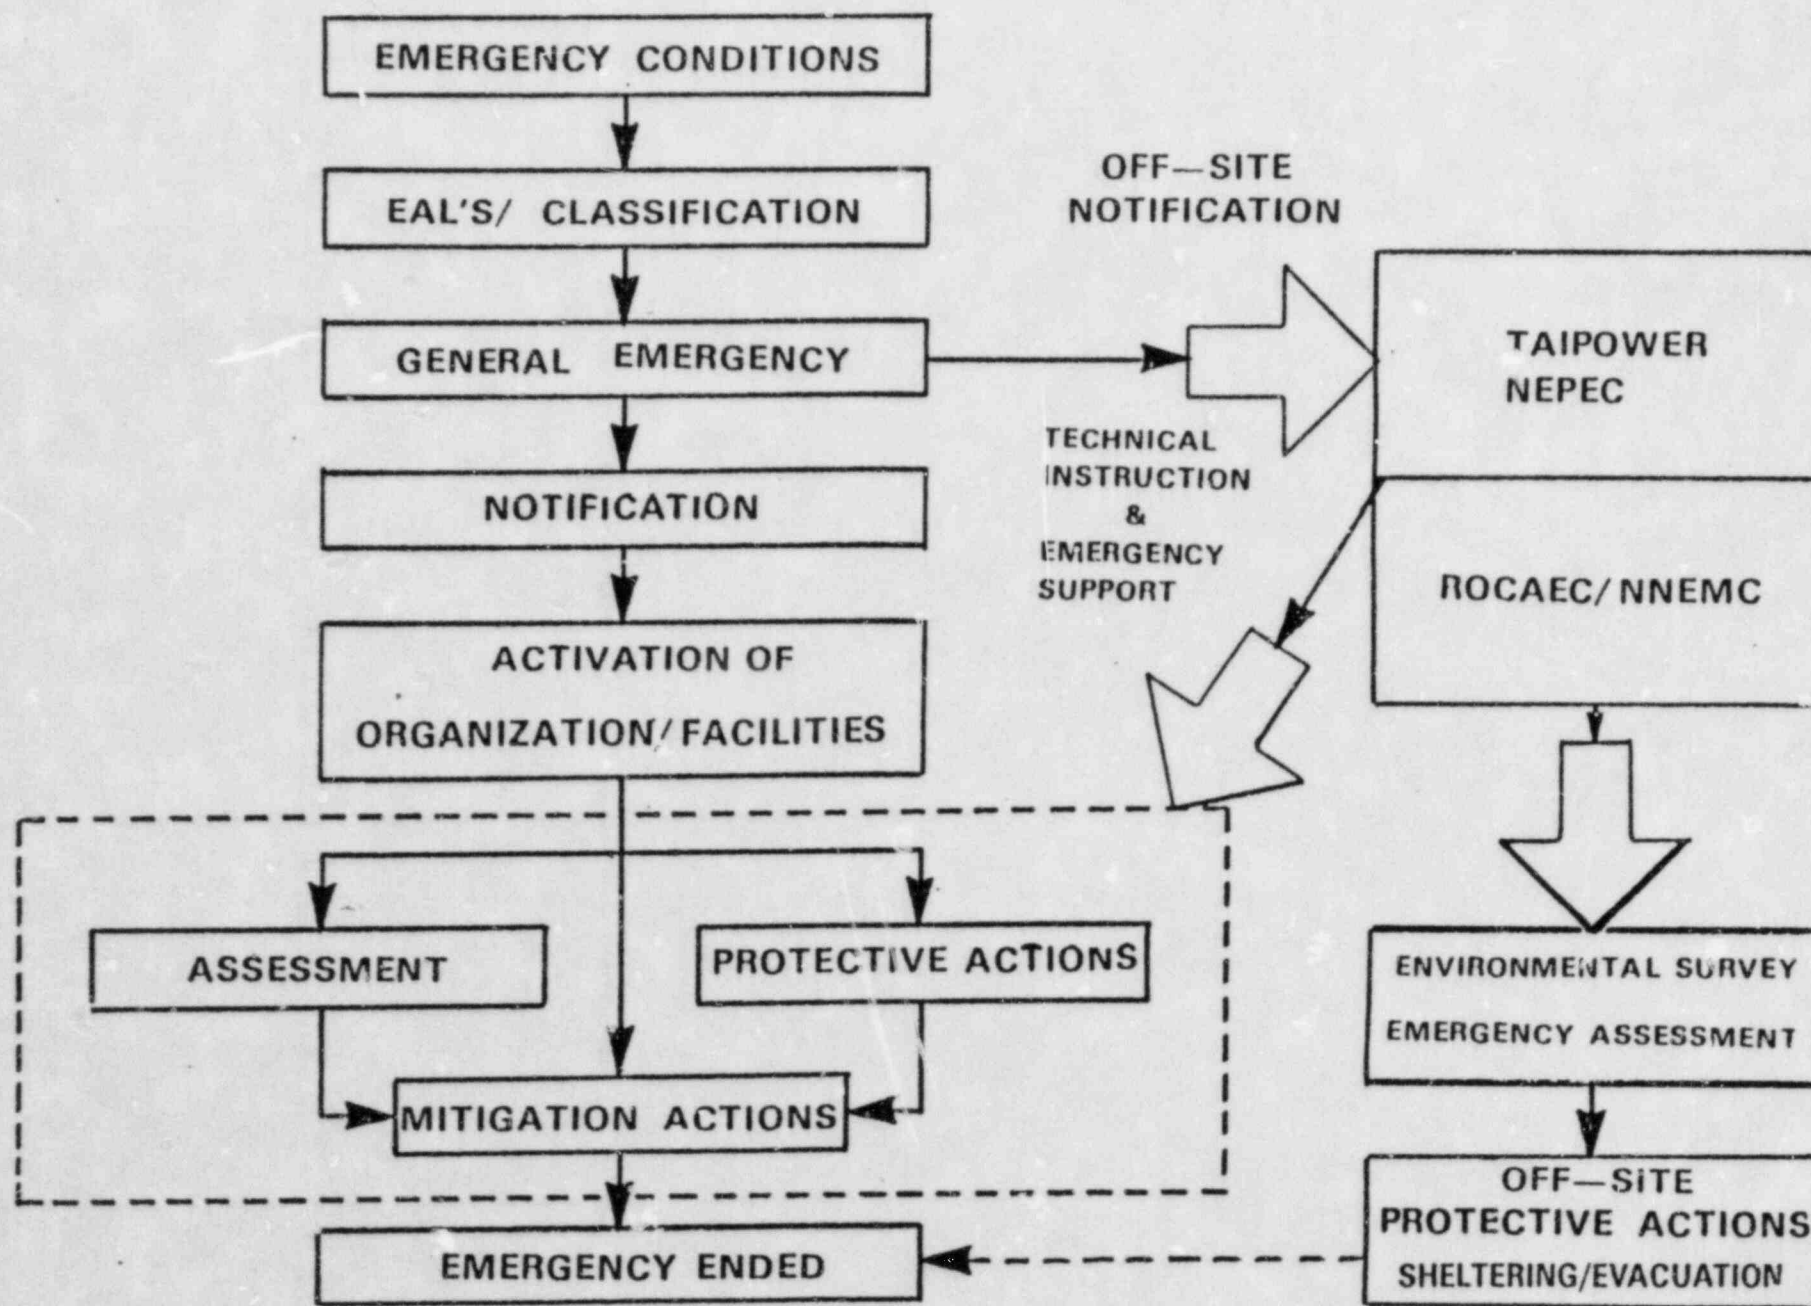 EMERGENCY CONDITIONS
EAL'S/ CLASSIFICATION
OFF—SITE
NOTIFICATION
GENERAL EMERGENCY
TAIPOWER
NEPEC
TECHNICAL
INSTRUCTION
&
EMERGENCY
SUPPORT
NOTIFICATION
ROCAEC/NNEMC
ACTIVATION OF
ORGANIZATION/FACILITIES
ASSESSMENT
PROTECTIVE ACTIONS
ENVIRONMENTAL SURVEY
EMERGENCY ASSESSMENT
MITIGATION ACTIONS
OFF—SITE
PROTECTIVE ACTIONS
SHELTERING/EVACUATION
EMERGENCY ENDED